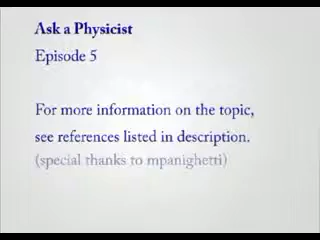 Ask a Physicist
Episode 5
For more information on the topic,
see references listed in description.
(special thanks to mpanighetti)